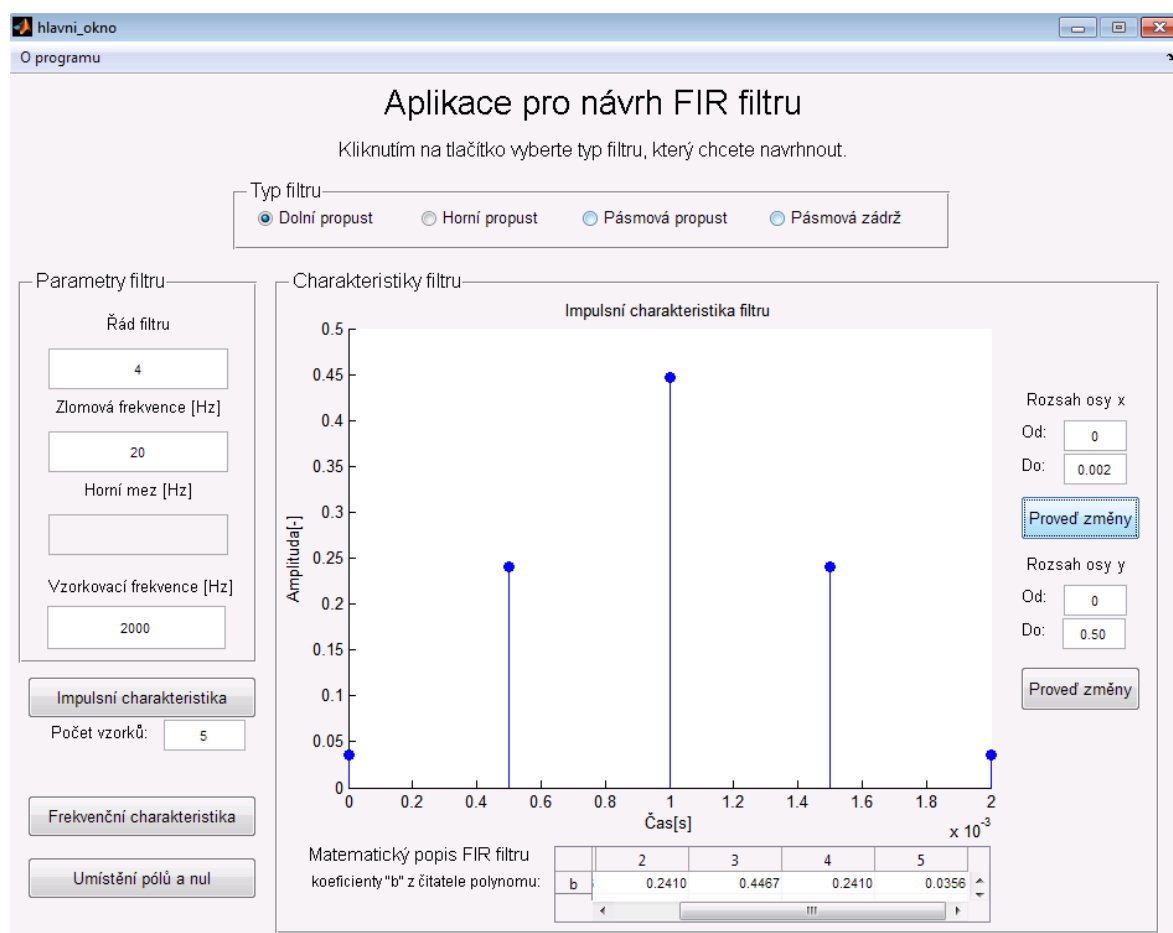 hlavni_okno
O programu
Aplikace pro návrh FIR filtru
Kliknutím na tlačítko vyberte typ filtru, který chcete navrhnout.
Typ filtru
Dolní propust
Horní propust
Pásmová propust
Pásmová zádrž
Parametry filtru
Řád filtru
4
Zlomová frekvence [Hz]
20
Horní mez [Hz]
Vzorkovací frekvence [Hz]
2000
Impulsní charakteristika
Počet vzorků:
5
Frekvenční charakteristika
Umístění pólů a nul
Charakteristiky filtru
Impulsní charakteristika filtru
0.5
0.45
0.4
0.35
0.3
0.25
0.2
0.15
0.1
0.05
0
Amplituda[-]
0 0.2 0.4 0.6 0.8 1 1.2 1.4 1.6 1.8 2
Čas[s]
x 10^-3
Matematický popis FIR filtru
koeficienty "b" z čitatele polynomu:
2 3 4 5
b 0.2410 0.4467 0.2410 0.0356
Rozsah osy x
Od: 0
Do: 0.002
Proveď změny
Rozsah osy y
Od: 0
Do: 0.50
Proveď změny